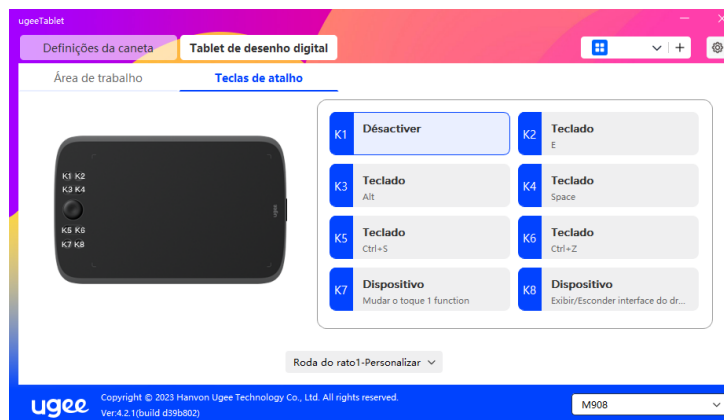 ugeeTablet
Definições da caneta
Tablet de desenho digital
Área de trabalho
Teclas de atalho
K1 Désactiver
K2 Teclado
E
K3 Teclado
Alt
K4 Teclado
Space
K5 Teclado
Ctrl+S
K6 Teclado
Ctrl+Z
K7 Dispositivo
Mudar o toque 1 function
K8 Dispositivo
Exibir/Esconder interface do dr...
K1 K2
K3 K4
K5 K6
K7 K8
ugee
Roda do rato1-Personalizar
ugee
Copyright © 2023 Hanvon Ugee Technology Co., Ltd. All rights reserved.
Ver:4.2.1(build d39b802)
M908